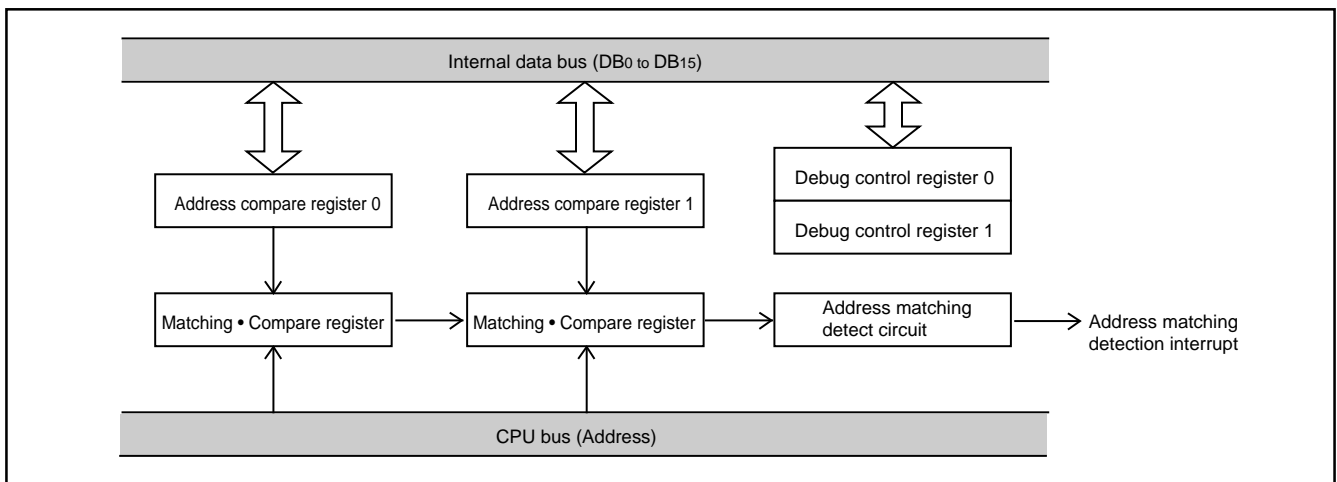 Internal data bus (DB0 to DB15)
Address compare register 0
Address compare register 1
Debug control register 0
Debug control register 1
Matching • Compare register
Matching • Compare register
Address matching
detect circuit
Address matching
detection interrupt
CPU bus (Address)